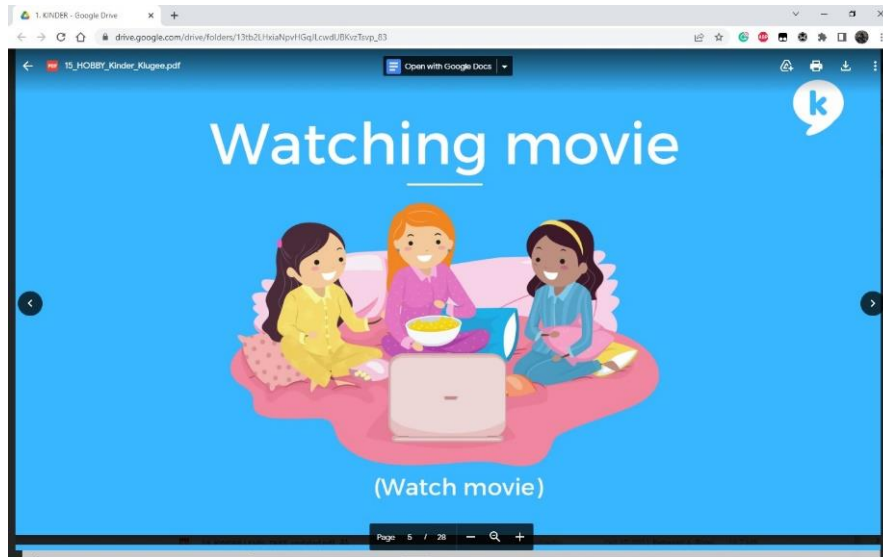 1. KINDER - Google Drive
drive.google.com/drive/folders/13tb2LHxiaNpvHGqJLcwdUBKvzTsvp_83
15_HOBBY_Kinder_Klugee.pdf
Open with Google Docs
k
Watching movie
(Watch movie)
Page 5 / 28